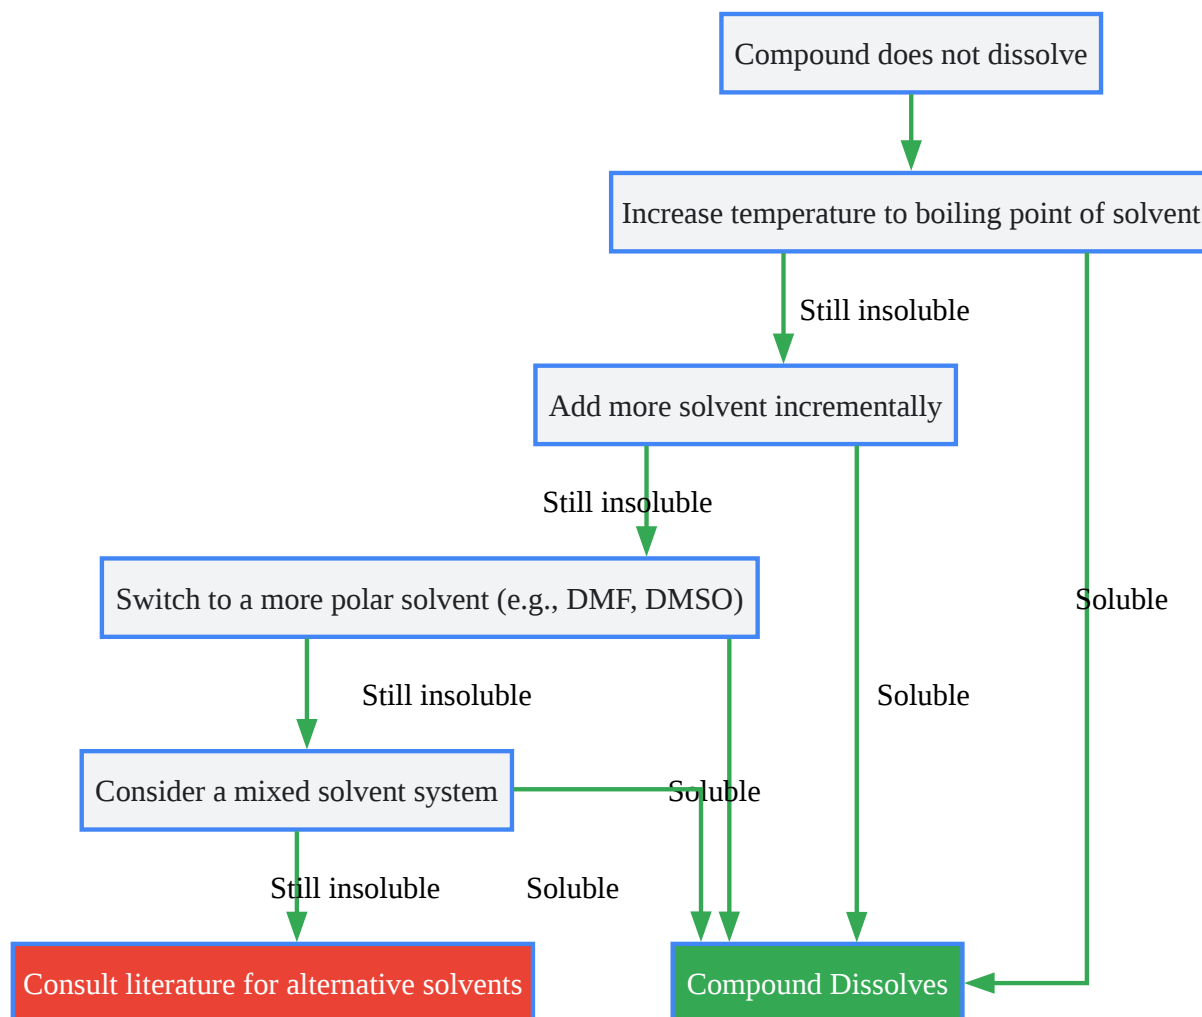 Compound does not dissolve
Increase temperature to boiling point of solvent
Still insoluble
Add more solvent incrementally
Still insoluble
Switch to a more polar solvent (e.g., DMF, DMSO)
Soluble
Still insoluble
Soluble
Consider a mixed solvent system
Soluble
Still insoluble
Soluble
Consult literature for alternative solvents
Compound Dissolves